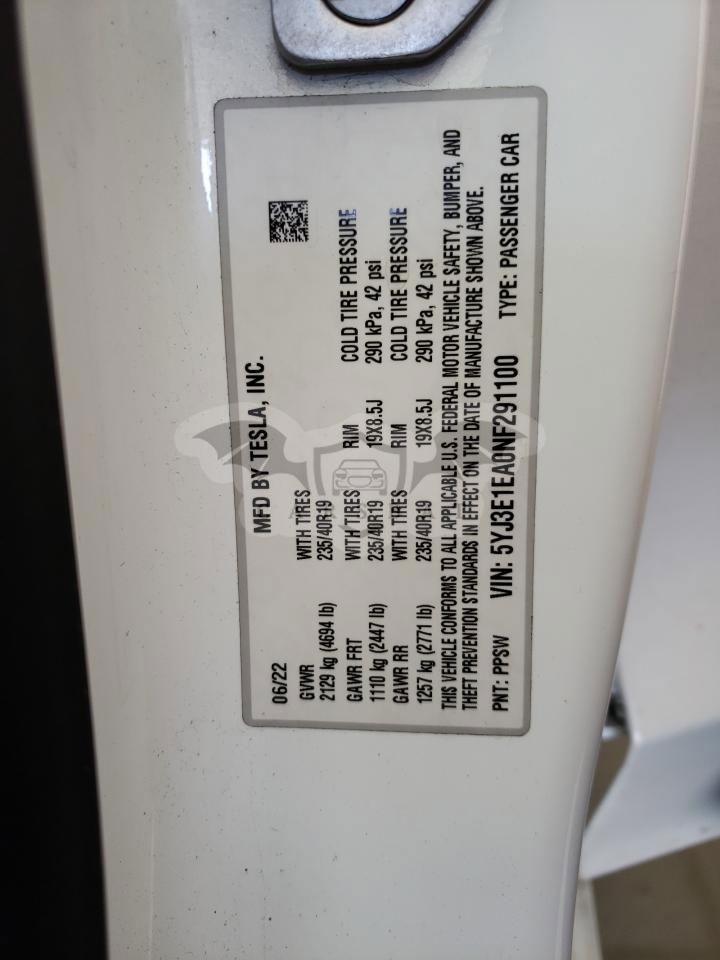 MFD BY TESLA, INC.
06/22
GVWR WITH TIRES
2129 kg (4694 lb) 235/40R19
GAWR FRT WITH TIRES RIM COLD TIRE PRESSURE
1110 kg (2447 lb) 235/40R19 19X8.5J 290 kPa, 42 psi
GAWR RR WITH TIRES RIM COLD TIRE PRESSURE
1257 kg (2771 lb) 235/40R19 19X8.5J 290 kPa, 42 psi
THIS VEHICLE CONFORMS TO ALL APPLICABLE U.S. FEDERAL MOTOR VEHICLE SAFETY, BUMPER, AND
THEFT PREVENTION STANDARDS IN EFFECT ON THE DATE OF MANUFACTURE SHOWN ABOVE.
PNT: PPSW VIN: 5YJ3E1EA0NF291100 TYPE: PASSENGER CAR